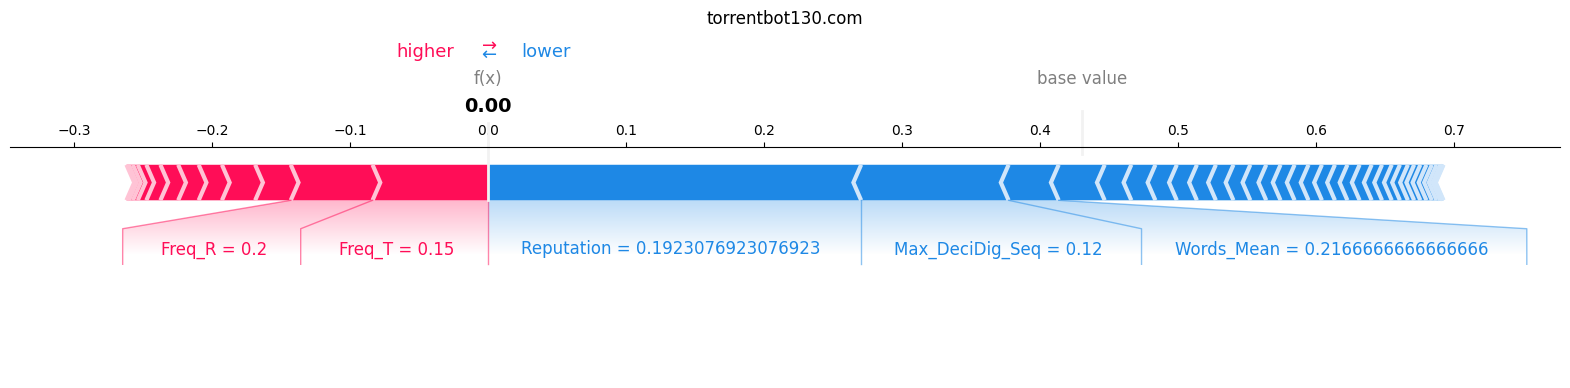 torrentbot130.com
higher ⇄ lower
f(x) base value
0.00
−0.3 −0.2 −0.1 0.0 0.1 0.2 0.3 0.4 0.5 0.6 0.7
Freq_R = 0.2 Freq_T = 0.15 Reputation = 0.1923076923076923 Max_DeciDig_Seq = 0.12 Words_Mean = 0.21666666666666666